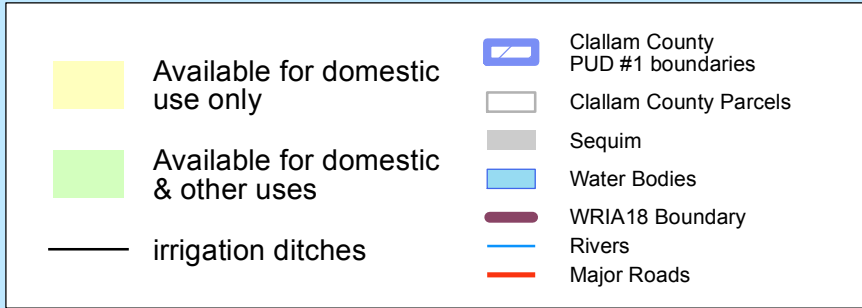 Available for domestic
use only
Available for domestic
& other uses
irrigation ditches
Clallam County
PUD #1 boundaries
Clallam County Parcels
Sequim
Water Bodies
WRIA18 Boundary
Rivers
Major Roads